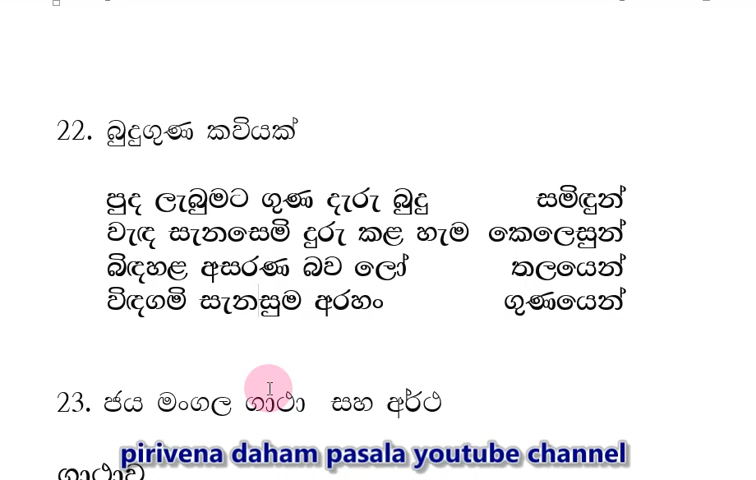 22. බුදුගුණ කවියක්
පුද ලැබුමට ගුණ දැරූ බුදු සමිඳුන්
වැඳ සැනසෙමි දුරු කළ හැම කෙලෙසුන්
බිඳහළ අසරණ බව ලෝ තලයෙන්
විඳගමි සැනසුම අරහං ගුණයෙන්
23. ජය මංගල ගාථා සහ අර්ථ
pirivena daham pasala youtube channel
ගාථාව